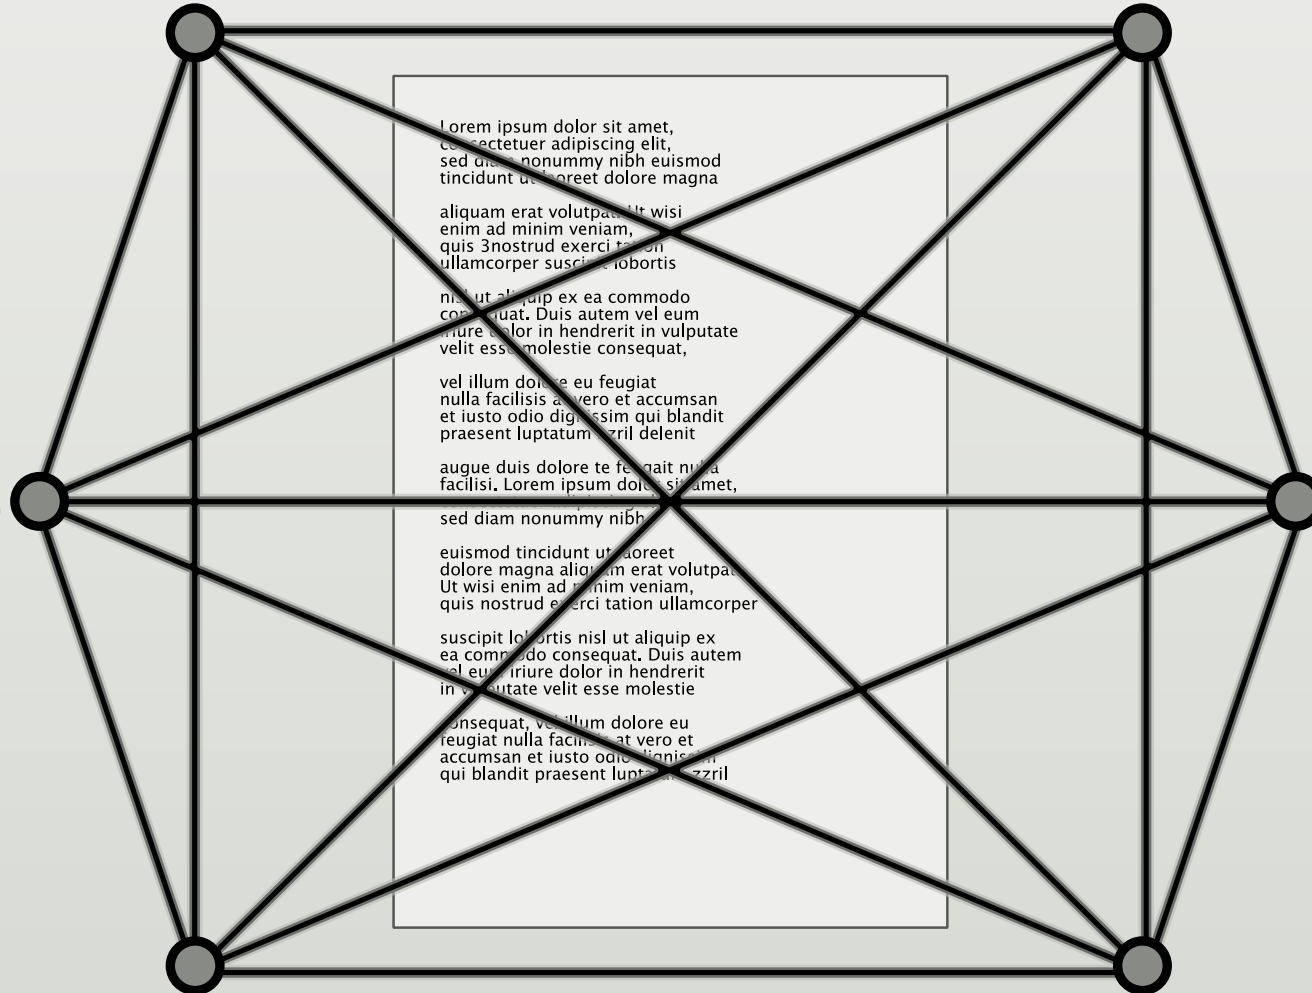 Lorem ipsum dolor sit amet,
consectetuer adipiscing elit,
sed diam nonummy nibh euismod
tincidunt ut laoreet dolore magna
aliquam erat volutpat. Ut wisi
enim ad minim veniam,
quis 3nostrud exerci tation
ullamcorper suscipit lobortis
nisl ut aliquip ex ea commodo
consequat. Duis autem vel eum
iriure dolor in hendrerit in vulputate
velit esse molestie consequat,
vel illum dolore eu feugiat
nulla facilisis at vero et accumsan
et iusto odio dignissim qui blandit
praesent luptatum zzril delenit
augue duis dolore te feugait nulla
facilisi. Lorem ipsum dolor sit amet,
sed diam nonummy nibh
euismod tincidunt ut laoreet
dolore magna aliquam erat volutpat.
Ut wisi enim ad minim veniam,
quis nostrud exerci tation ullamcorper
suscipit lobortis nisl ut aliquip ex
ea commodo consequat. Duis autem
vel eum iriure dolor in hendrerit
in vulputate velit esse molestie
consequat, vel illum dolore eu
feugiat nulla facilisis at vero et
accumsan et iusto odio dignissim
qui blandit praesent luptatum zzril